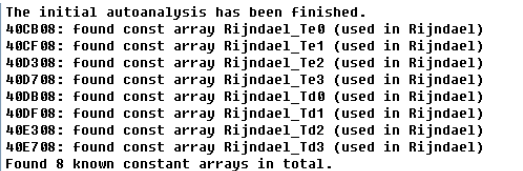 The initial autoanalysis has been finished.
40CB08: found const array Rijndael_Te0 (used in Rijndael)
40CF08: found const array Rijndael_Te1 (used in Rijndael)
40D308: found const array Rijndael_Te2 (used in Rijndael)
40D708: found const array Rijndael_Te3 (used in Rijndael)
40DB08: found const array Rijndael_Td0 (used in Rijndael)
40DF08: found const array Rijndael_Td1 (used in Rijndael)
40E308: found const array Rijndael_Td2 (used in Rijndael)
40E708: found const array Rijndael_Td3 (used in Rijndael)
Found 8 known constant arrays in total.